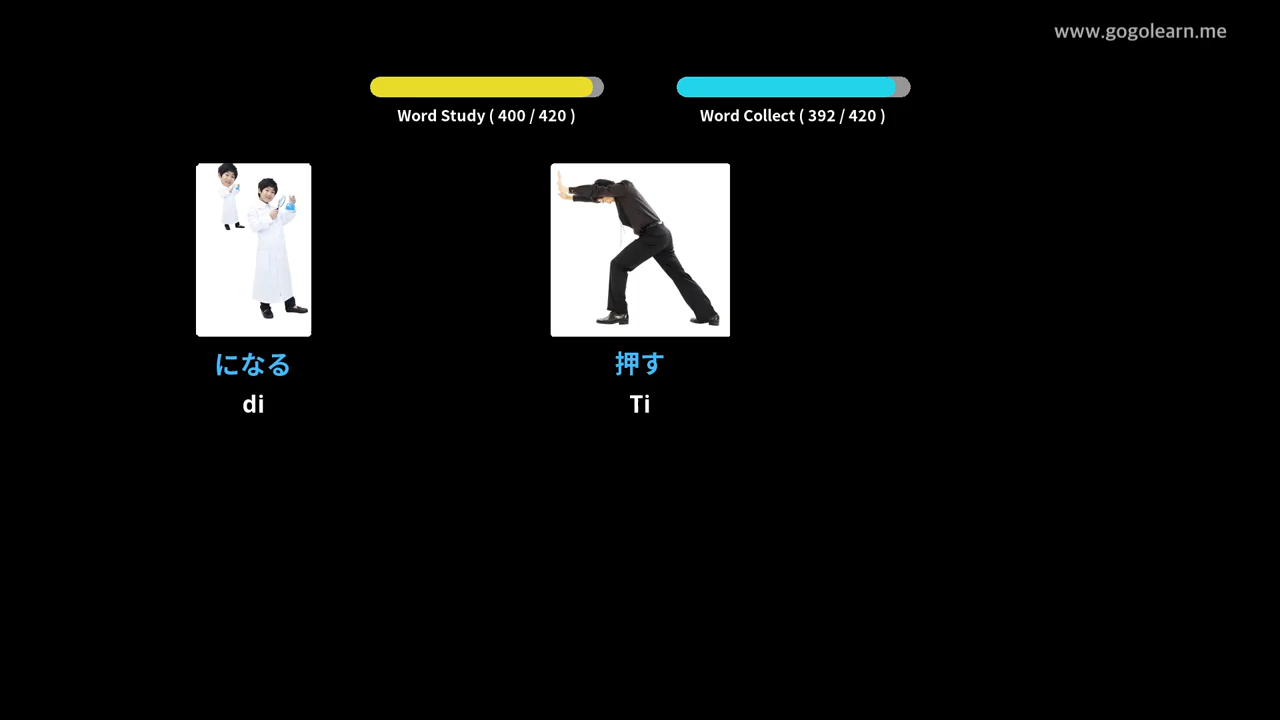 www.gogolearn.me
Word Study ( 400 / 420 )
Word Collect ( 392 / 420 )
になる
di
押す
Ti